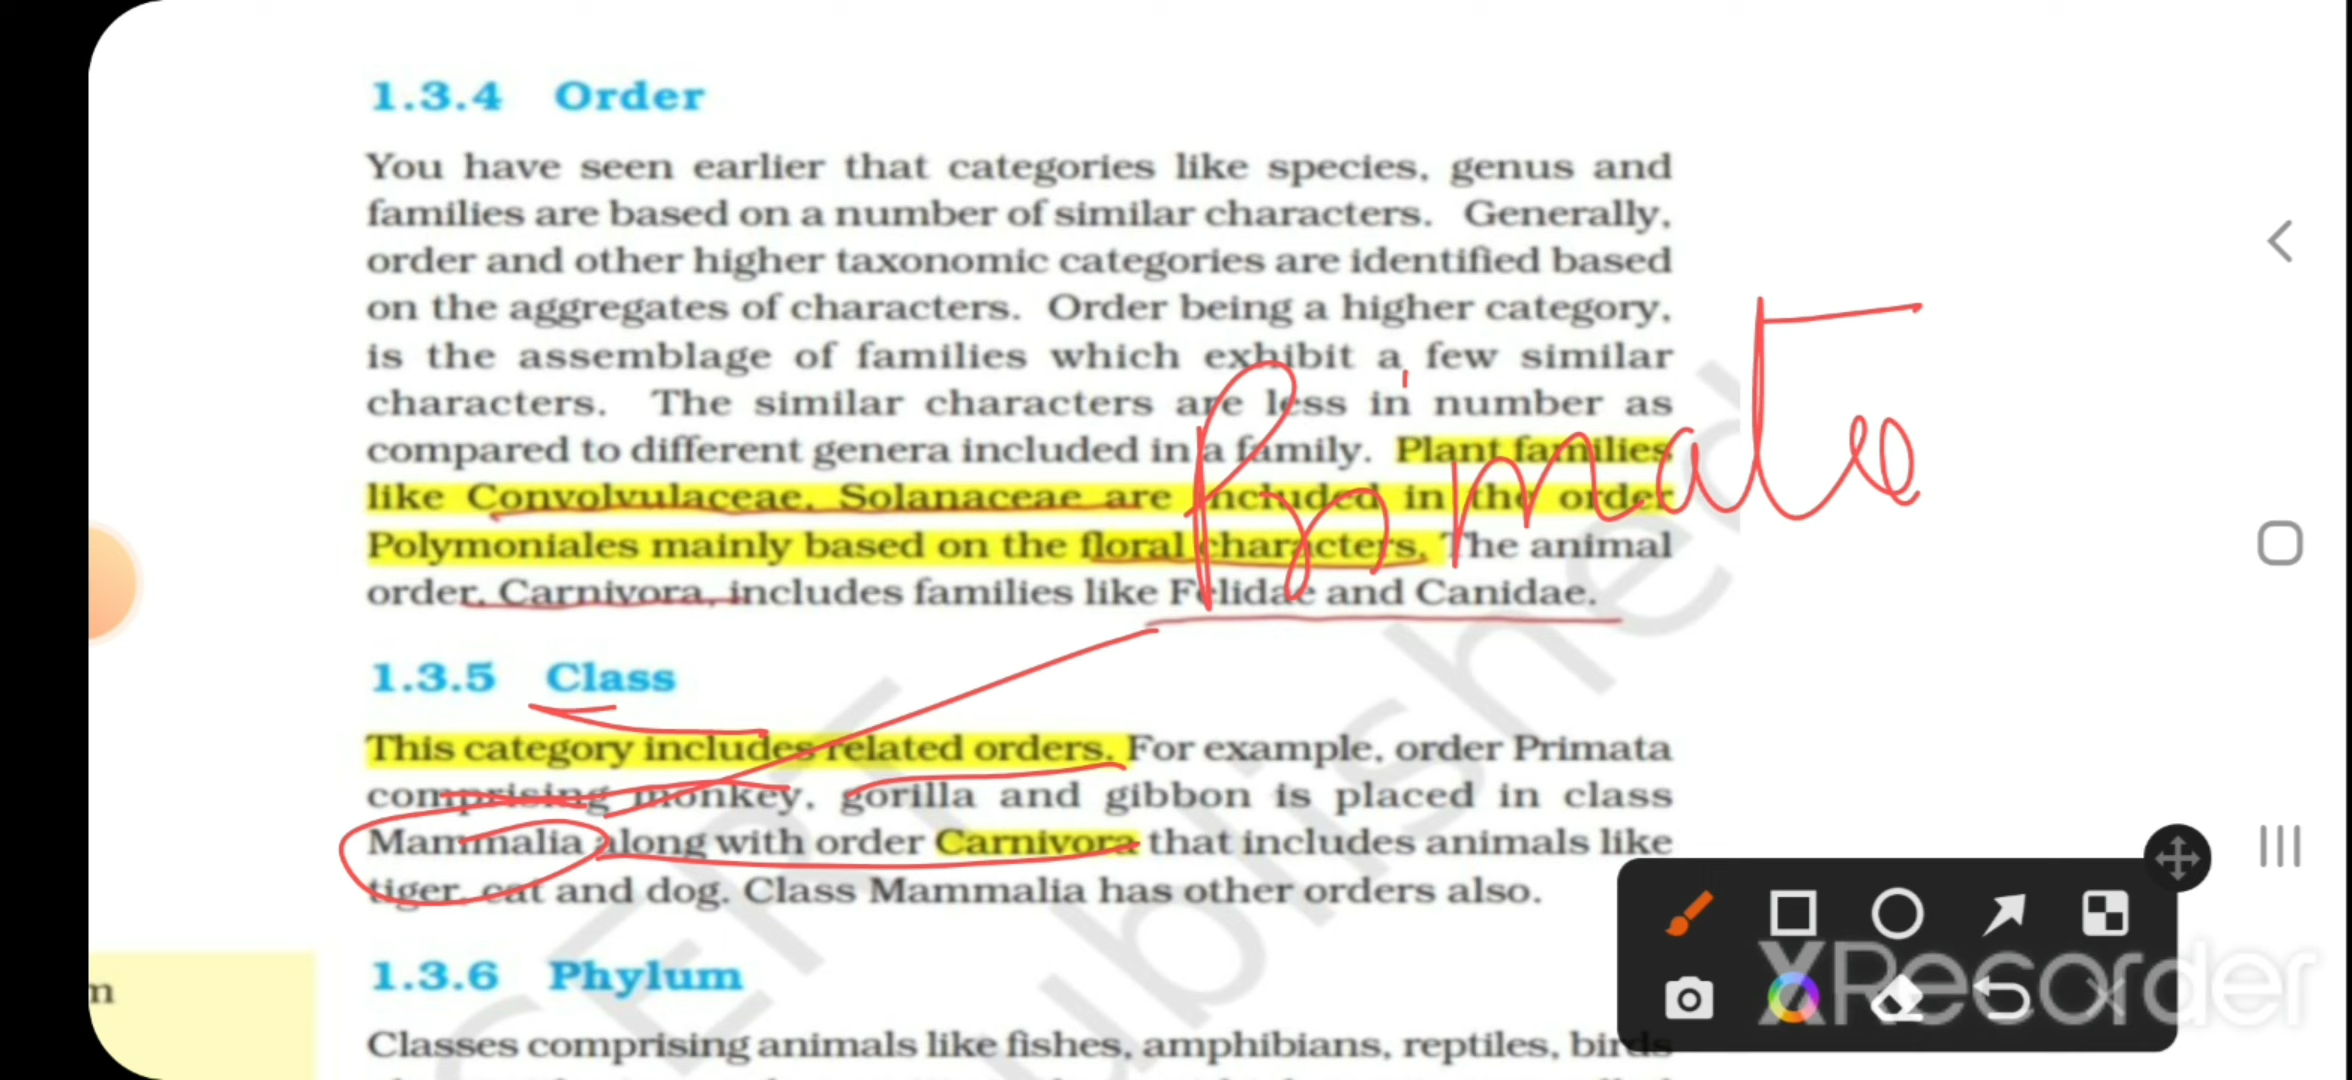 1.3.4 Order
You have seen earlier that categories like species, genus and
families are based on a number of similar characters. Generally,
order and other higher taxonomic categories are identified based
on the aggregates of characters. Order being a higher category,
is the assemblage of families which exhibit a few similar
characters. The similar characters are less in number as
compared to different genera included in a family. Plant families
like Convolvulaceae, Solanaceae are included in the order
Polymoniales mainly based on the floral characters. The animal
order, Carnivora, includes families like Felidae and Canidae.
1.3.5 Class
This category includes related orders. For example, order Primata
comprising monkey, gorilla and gibbon is placed in class
Mammalia along with order Carnivora that includes animals like
tiger, cat and dog. Class Mammalia has other orders also.
1.3.6 Phylum
Classes comprising animals like fishes, amphibians, reptiles, birds
XRecorder